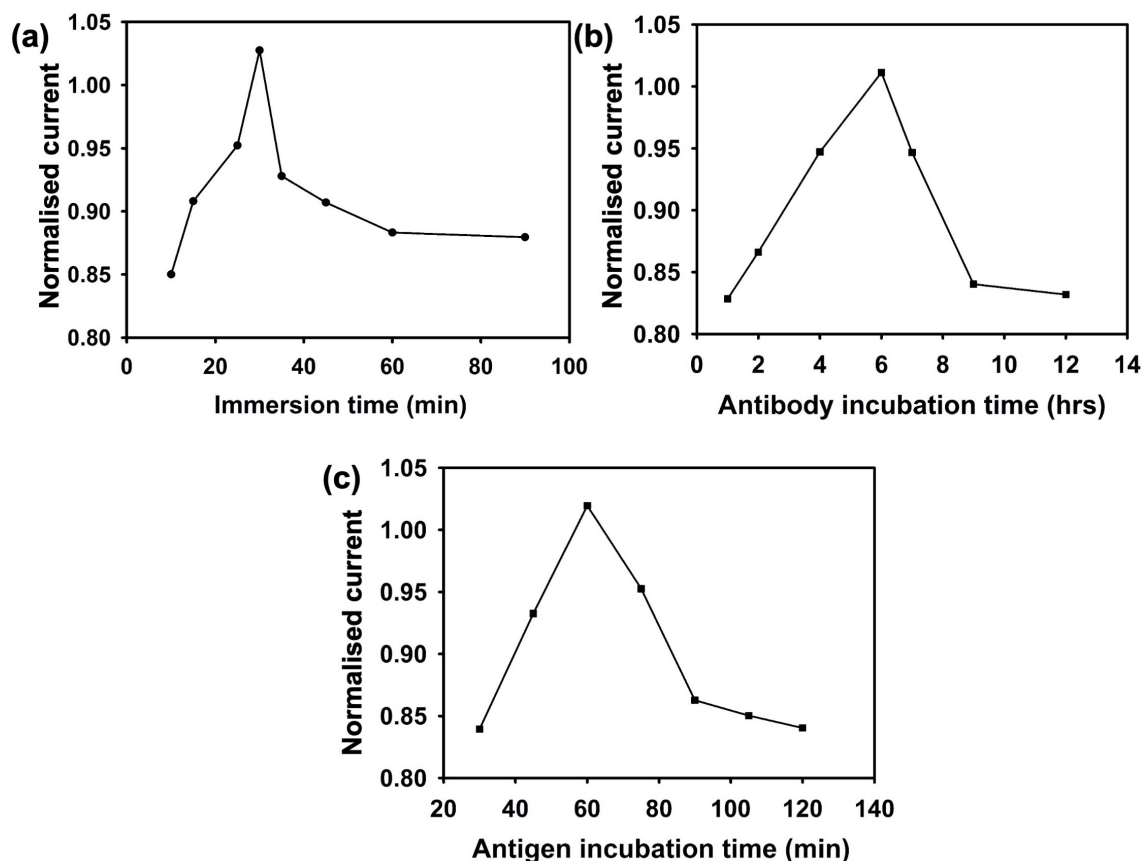 (a)
1.05
1.00
0.95
0.90
0.85
0.80
Normalised current
0 20 40 60 80 100
Immersion time (min)
(b)
1.05
1.00
0.95
0.90
0.85
0.80
Normalised current
0 2 4 6 8 10 12 14
Antibody incubation time (hrs)
(c)
1.05
1.00
0.95
0.90
0.85
0.80
Normalised current
20 40 60 80 100 120 140
Antigen incubation time (min)